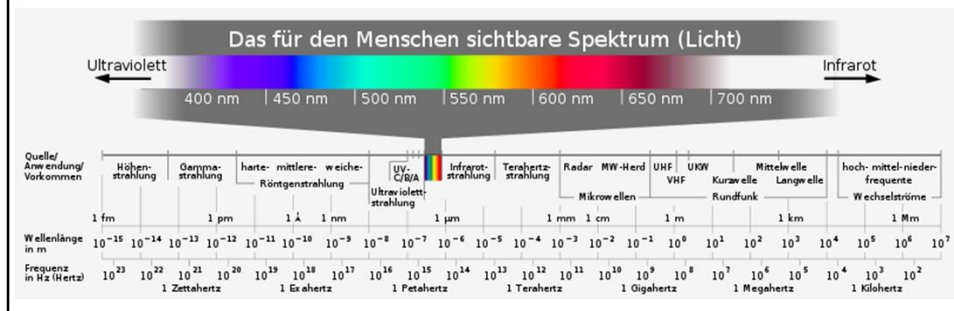 Das für den Menschen sichtbare Spektrum (Licht)
Ultraviolett
Infrarot
400 nm 450 nm 500 nm 550 nm 600 nm 650 nm 700 nm
Quelle/
Anwendung/
Vorkommen
Höhen-
strahlung
Gamma-
strahlung
harte- mittlere- weiche-
Röntgenstrahlung
UV-
C/B/A
Ultraviolett-
strahlung
Infrarot-
strahlung
Terahertz-
strahlung
Radar MW-Herd
Mikrowellen
UHF UKW Mittelwelle
VHF Kurzwelle Langwelle
Rundfunk
hoch- mittel- nieder-
frequente
Wechselströme
1 fm 1 pm 1 Å 1 nm 1 µm 1 mm 1 cm 1 m 1 km 1 Mm
Wellenlänge
in m
10⁻¹⁵ 10⁻¹⁴ 10⁻¹³ 10⁻¹² 10⁻¹¹ 10⁻¹⁰ 10⁻⁹ 10⁻⁸ 10⁻⁷ 10⁻⁶ 10⁻⁵ 10⁻⁴ 10⁻³ 10⁻² 10⁻¹ 10⁰ 10¹ 10² 10³ 10⁴ 10⁵ 10⁶ 10⁷
Frequenz
in Hz (Hertz)
10²³ 10²² 10²¹ 10²⁰ 10¹⁹ 10¹⁸ 10¹⁷ 10¹⁶ 10¹⁵ 10¹⁴ 10¹³ 10¹² 10¹¹ 10¹⁰ 10⁹ 10⁸ 10⁷ 10⁶ 10⁵ 10⁴ 10³ 10²
1 Zettahertz 1 Exahertz 1 Petahertz 1 Terahertz 1 Gigahertz 1 Megahertz 1 Kilohertz